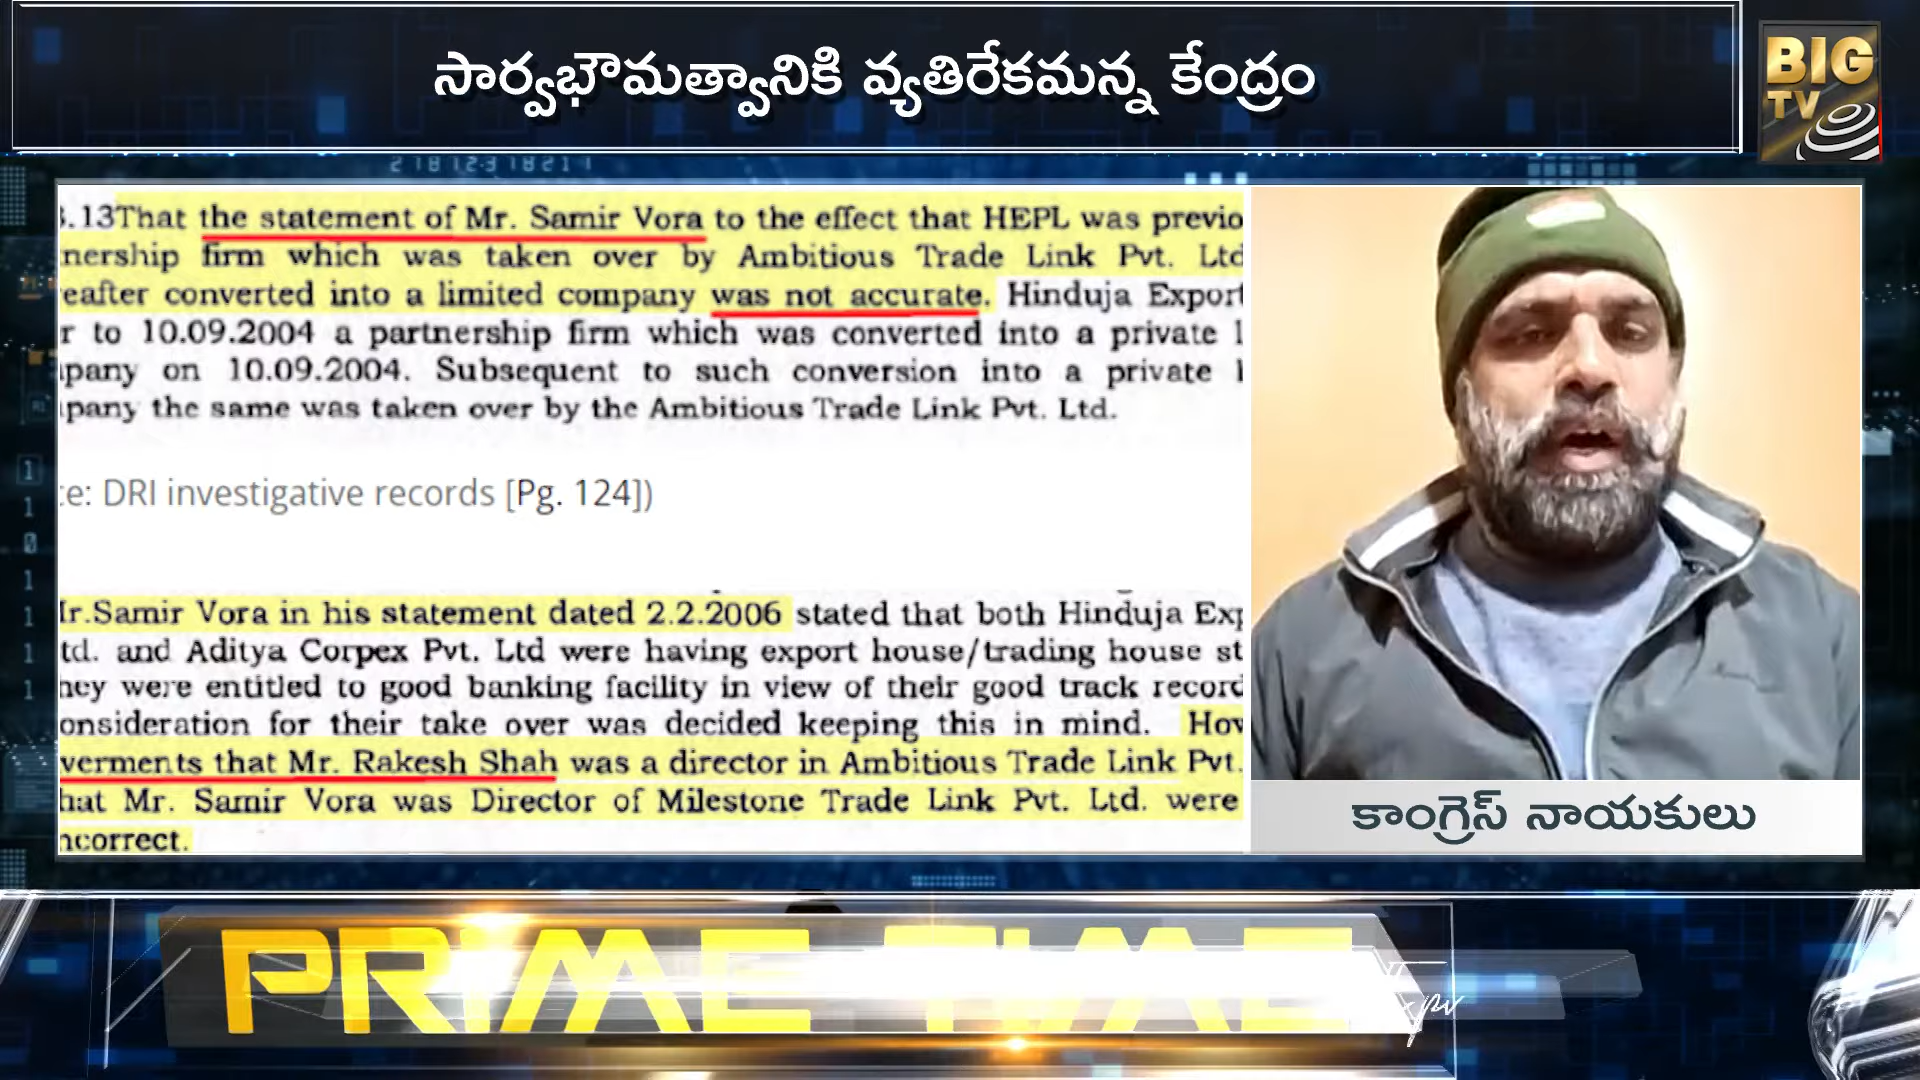 సార్వభౌమత్వానికి వ్యతిరేకమన్న కేంద్రం
BIG
TV
.13That the statement of Mr. Samir Vora to the effect that HEPL was previo
nership firm which was taken over by Ambitious Trade Link Pvt. Ltd
eafter converted into a limited company was not accurate. Hinduja Export
r to 10.09.2004 a partnership firm which was converted into a private l
pany on 10.09.2004. Subsequent to such conversion into a private l
pany the same was taken over by the Ambitious Trade Link Pvt. Ltd.
ce: DRI investigative records [Pg. 124])
Mr.Samir Vora in his statement dated 2.2.2006 stated that both Hinduja Exp
td. and Aditya Corpex Pvt. Ltd were having export house/trading house st
hey were entitled to good banking facility in view of their good track record
onsideration for their take over was decided keeping this in mind. How
verments that Mr. Rakesh Shah was a director in Ambitious Trade Link Pvt.
hat Mr. Samir Vora was Director of Milestone Trade Link Pvt. Ltd. were
ncorrect.
కాంగ్రెస్ నాయకులు
PRIME TIME